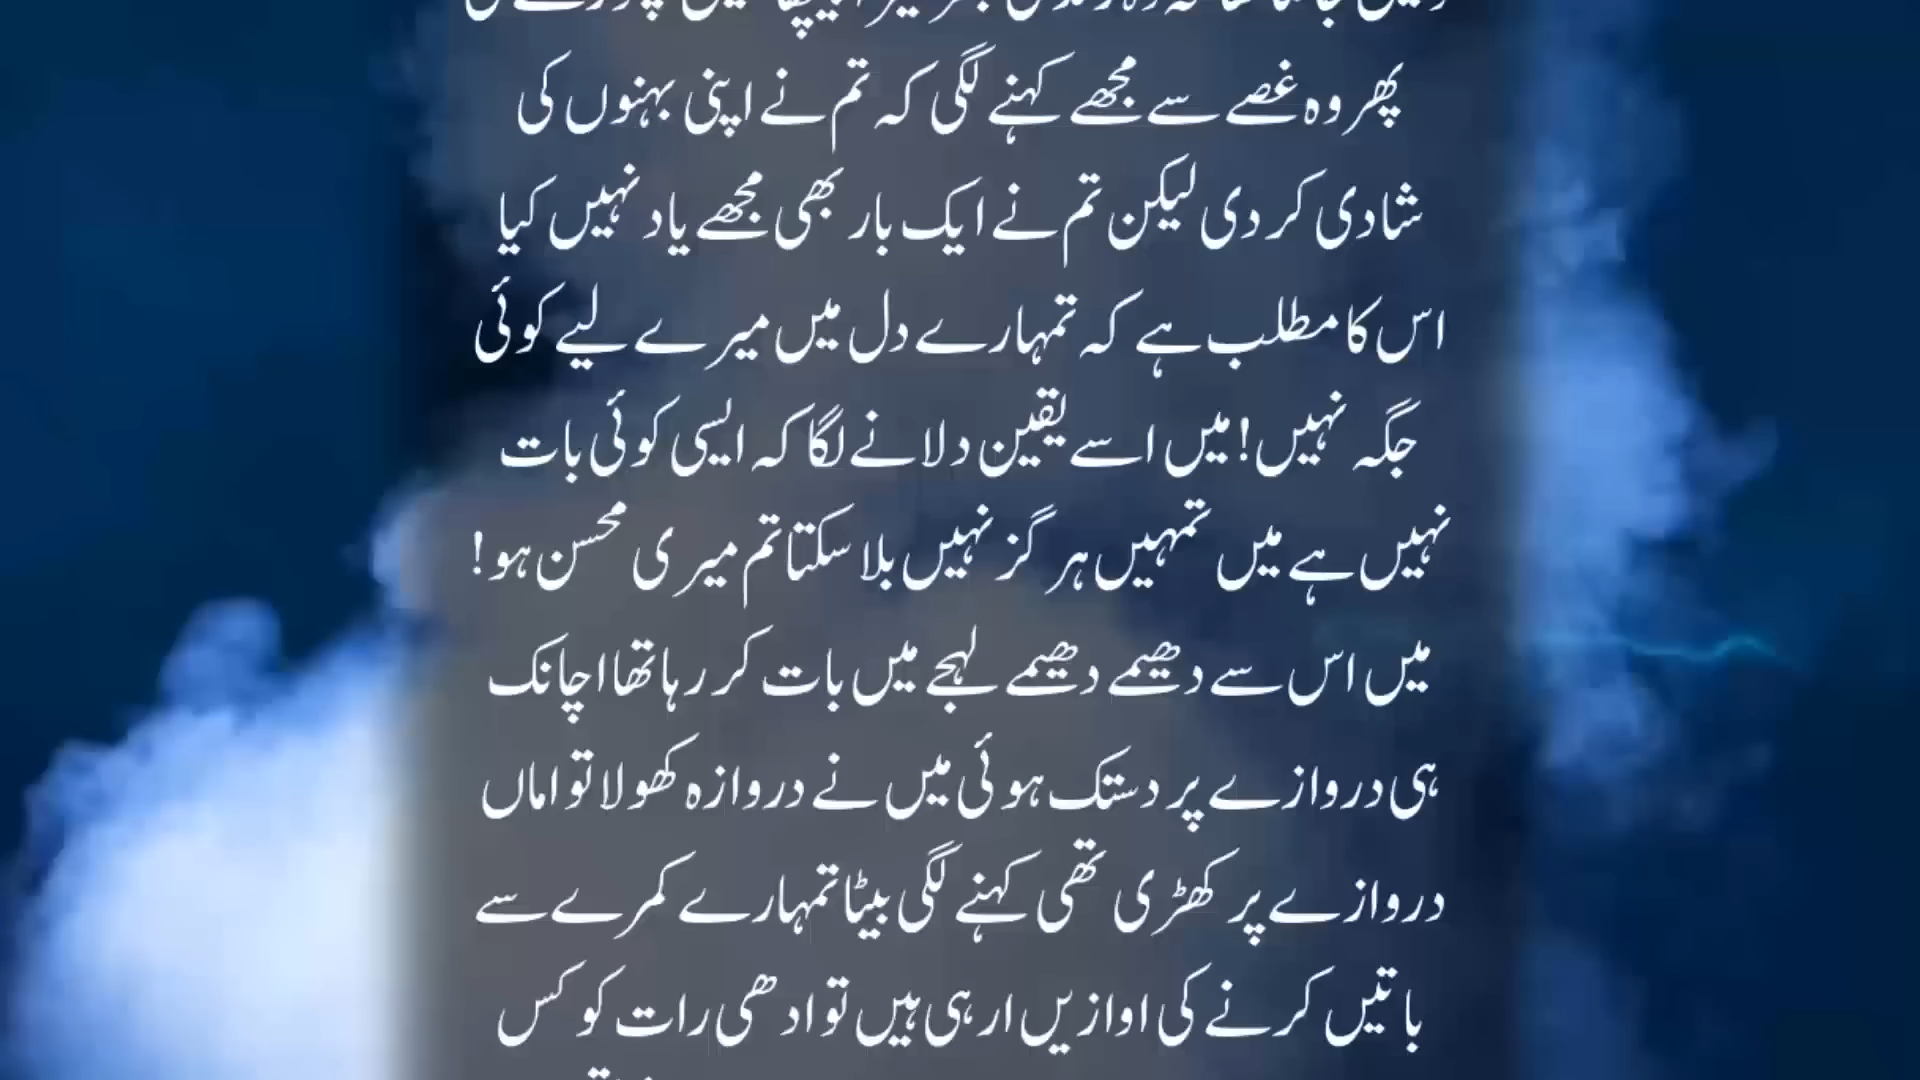 پھر وہ غصے سے مجھے کہنے لگی کہ تم نے اپنی بہنوں کی
شادی کر دی لیکن تم نے ایک بار بھی مجھے یاد نہیں کیا
اس کا مطلب ہے کہ تمہارے دل میں میرے لیے کوئی
جگہ نہیں! میں اسے یقین دلانے لگا کہ ایسی کوئی بات
نہیں ہے میں تمہیں ہر گز نہیں بلا سکتا تم میری محسن ہو!
میں اس سے دھیمے دھیمے لہجے میں بات کر رہا تھا اچانک
ہی دروازے پر دستک ہوئی میں نے دروازہ کھولا تو اماں
دروازے پر کھڑی تھی کہنے لگی بیٹا تمہارے کمرے سے
باتیں کرنے کی اوازیں ارہی ہیں تو ادھی رات کو کس